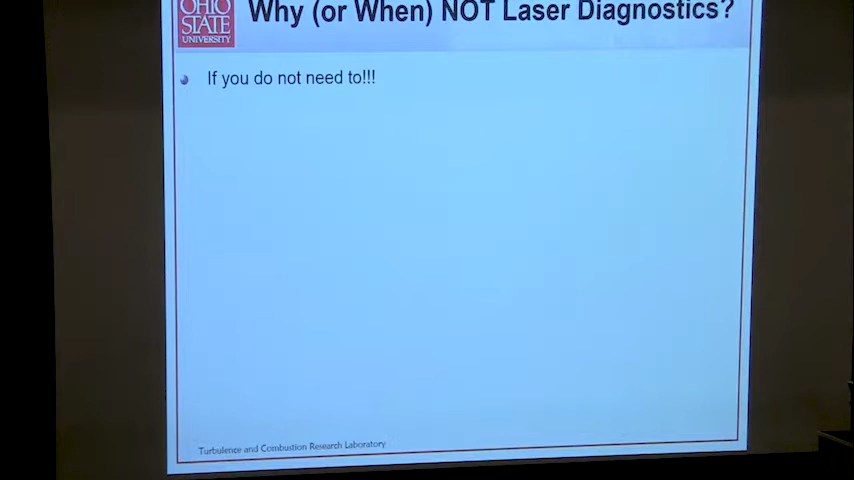 OHIO
STATE
UNIVERSITY
Why (or When) NOT Laser Diagnostics?
If you do not need to!!!
Turbulence and Combustion Research Laboratory